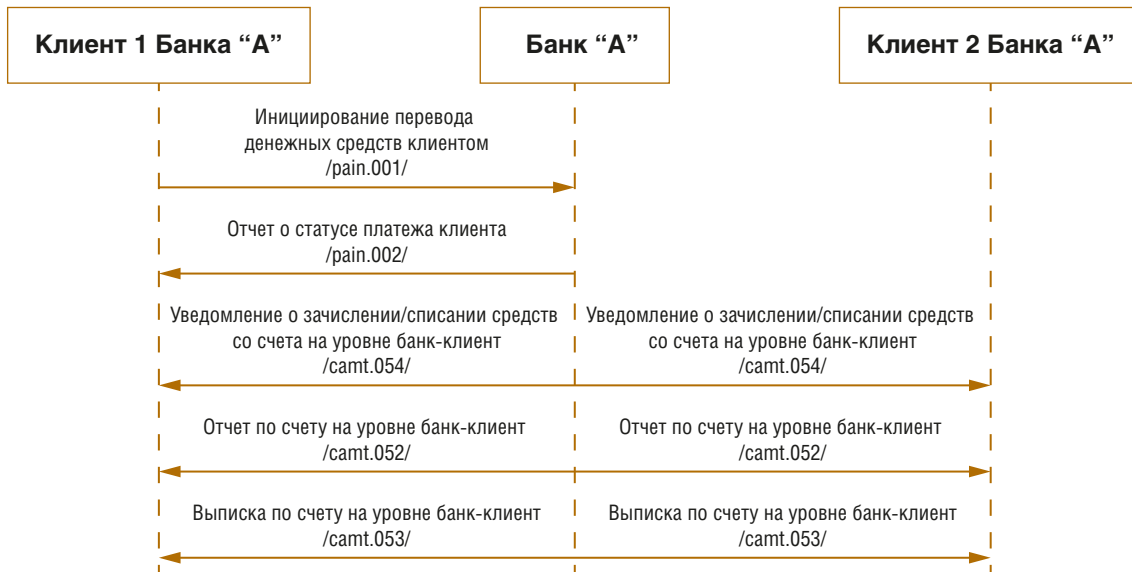 Клиент 1 Банка “А”
Банк “А”
Клиент 2 Банка “А”
Инициирование перевода
денежных средств клиентом
/pain.001/
Отчет о статусе платежа клиента
/pain.002/
Уведомление о зачислении/списании средств
со счета на уровне банк-клиент
/camt.054/
Уведомление о зачислении/списании средств
со счета на уровне банк-клиент
/camt.054/
Отчет по счету на уровне банк-клиент
/camt.052/
Отчет по счету на уровне банк-клиент
/camt.052/
Выписка по счету на уровне банк-клиент
/camt.053/
Выписка по счету на уровне банк-клиент
/camt.053/